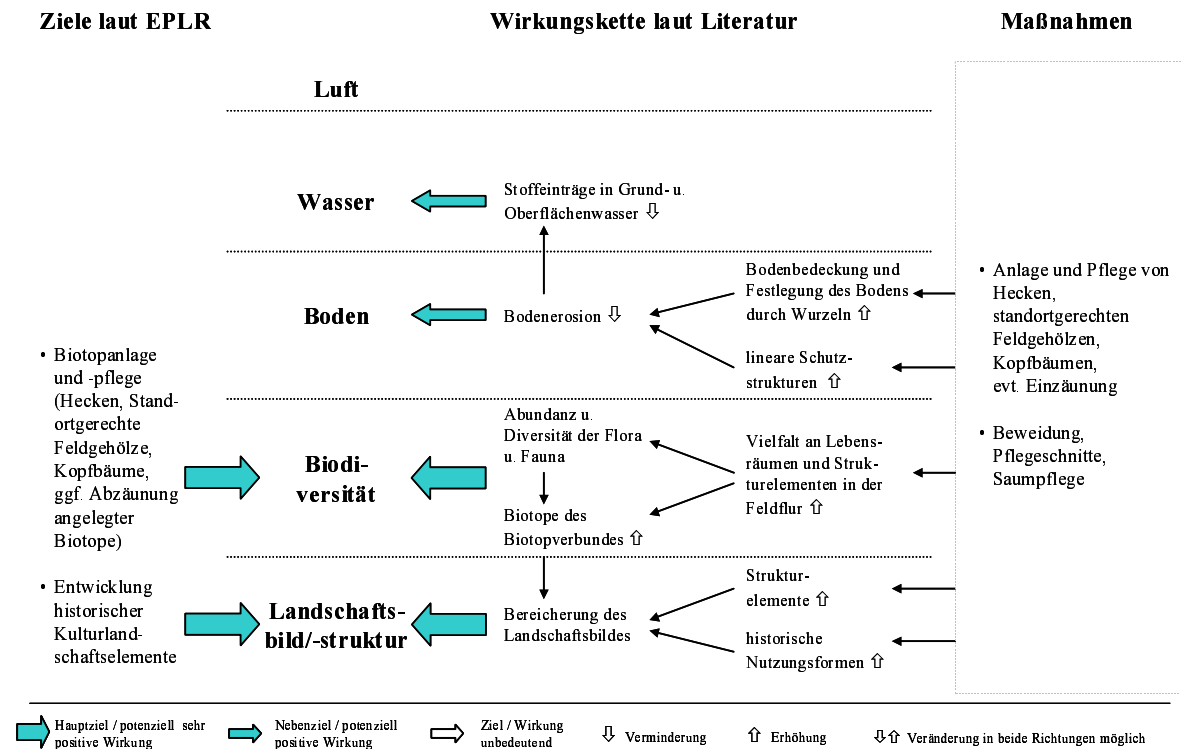 Ziele laut EPLR
Wirkungskette laut Literatur
Maßnahmen
Luft
Wasser
Stoffeinträge in Grund- u.
Oberflächenwasser ⇩
Boden
Bodenerosion ⇩
Bodenbedeckung und
Festlegung des Bodens
durch Wurzeln ⇧
lineare Schutz-
strukturen ⇧
• Anlage und Pflege von
Hecken,
standortgerechten
Feldgehölzen,
Kopfbäumen,
evt. Einzäunung
• Beweidung,
Pflegeschnitte,
Saumpflege
• Biotopanlage
und -pflege
(Hecken, Stand-
ortgerechte
Feldgehölze,
Kopfbäume,
ggf. Abzäunung
angelegter
Biotope)
Biodi-
versität
Abundanz u.
Diversität der Flora
u. Fauna
Biotope des
Biotopverbundes ⇧
Vielfalt an Lebens-
räumen und Struk-
turelementen in der
Feldflur ⇧
• Entwicklung
historischer
Kulturland-
schaftselemente
Landschafts-
bild/-struktur
Bereicherung des
Landschaftsbildes
Struktur-
elemente ⇧
historische
Nutzungsformen ⇧
Hauptziel / potenziell sehr
positive Wirkung
Nebenziel / potenziell
positive Wirkung
Ziel / Wirkung
unbedeutend
⇩ Verminderung
⇧ Erhöhung
⇩⇧ Veränderung in beide Richtungen möglich